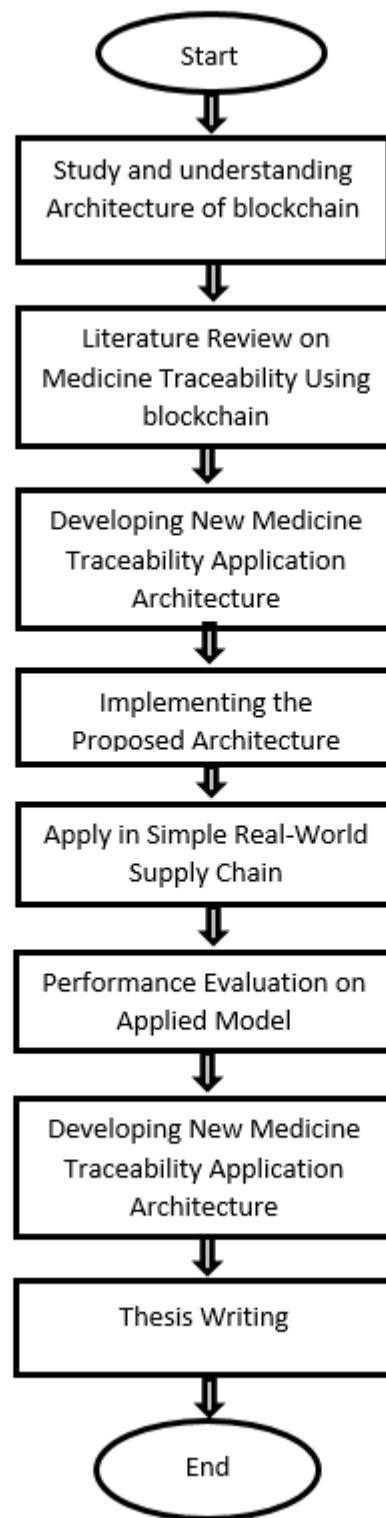 Start
Study and understanding
Architecture of blockchain
Literature Review on
Medicine Traceability Using
blockchain
Developing New Medicine
Traceability Application
Architecture
Implementing the
Proposed Architecture
Apply in Simple Real-World
Supply Chain
Performance Evaluation on
Applied Model
Developing New Medicine
Traceability Application
Architecture
Thesis Writing
End